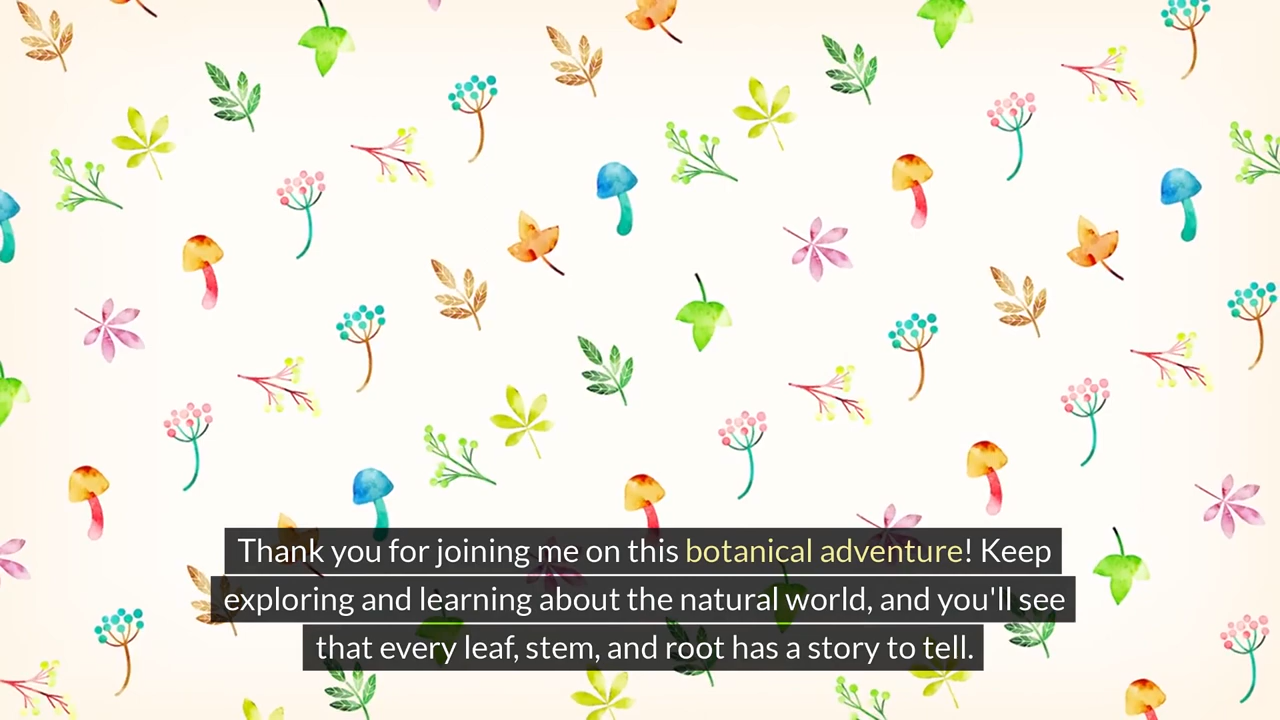 Thank you for joining me on this botanical adventure! Keep
exploring and learning about the natural world, and you'll see
that every leaf, stem, and root has a story to tell.